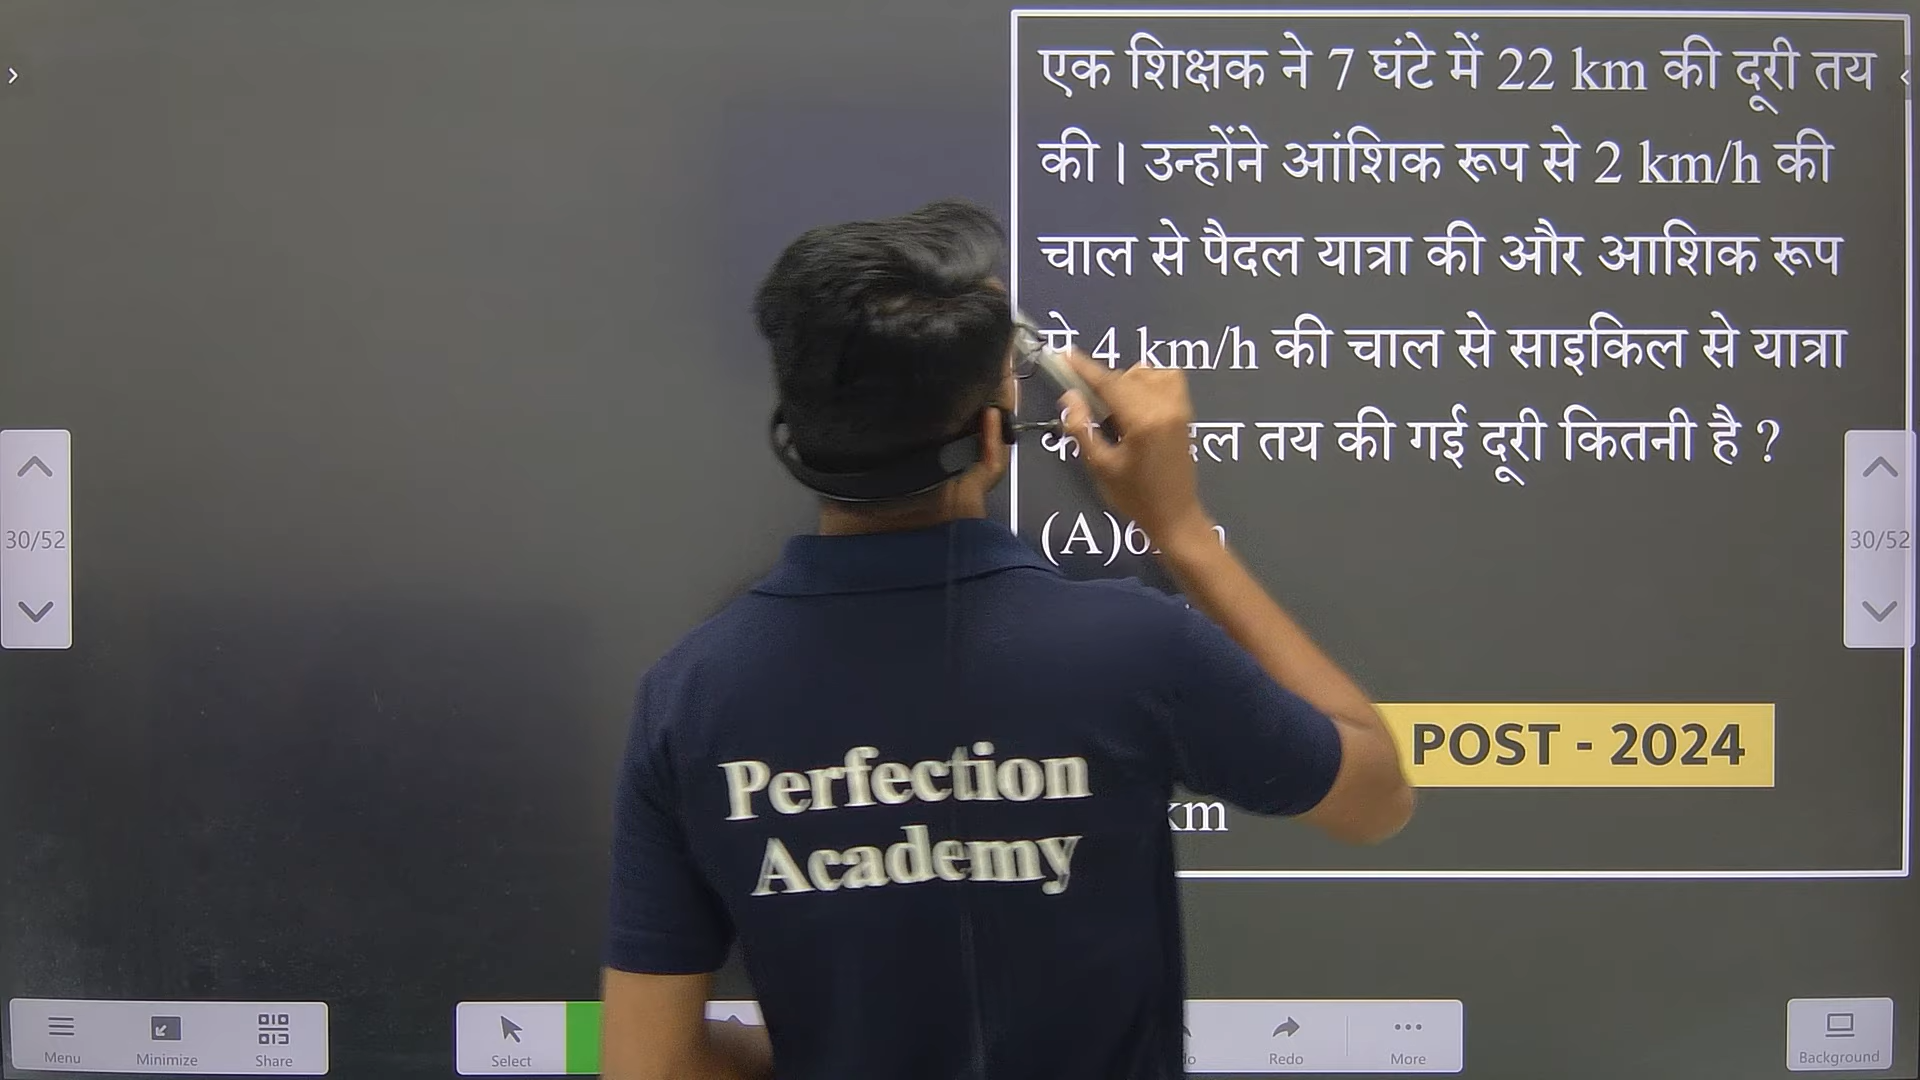 एक शिक्षक ने 7 घंटे में 22 km की दूरी तय
की। उन्होंने आंशिक रूप से 2 km/h की
चाल से पैदल यात्रा की और आशिक रूप
से 4 km/h की चाल से साइकिल से यात्रा
तय की गई दूरी कितनी है ?
(A)
POST - 2024
km
Perfection
Academy
30/52
30/52
Menu
Minimize
Share
Select
Redo
More
Background